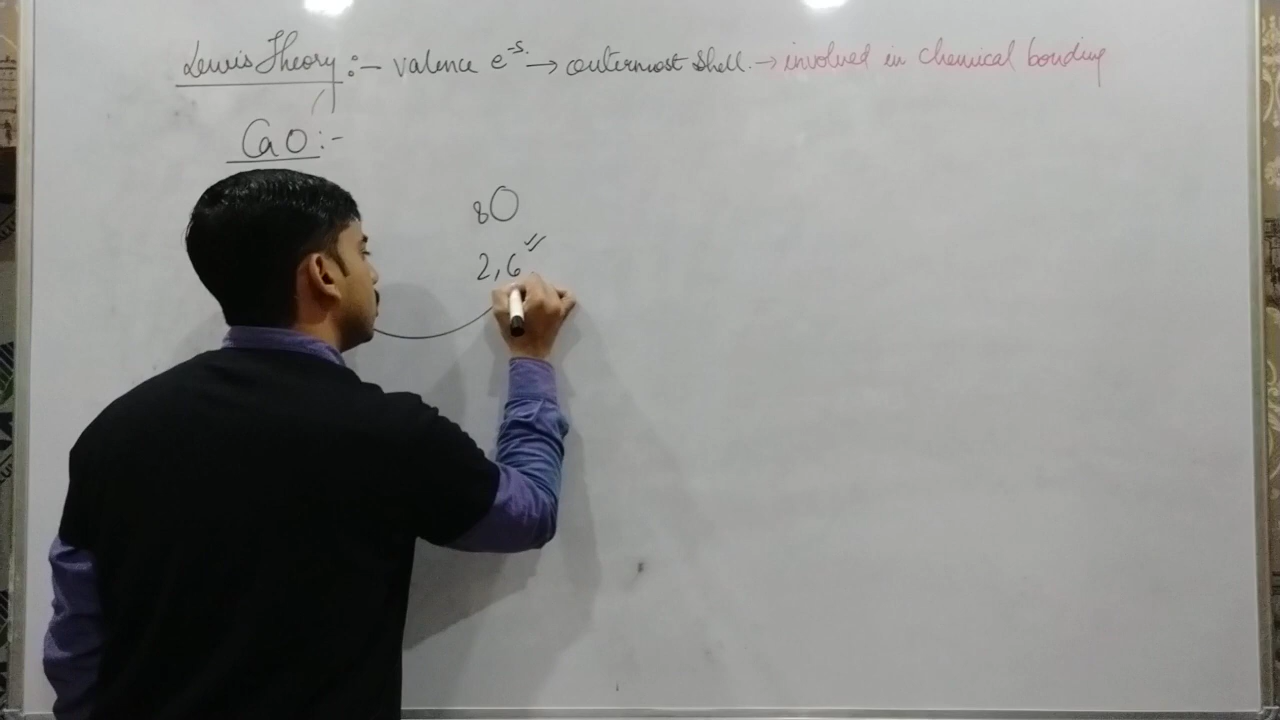 Lewis Theory :- valence e⁻s. → outermost shell. → involved in chemical bonding
CaO :-
₈O
2,6